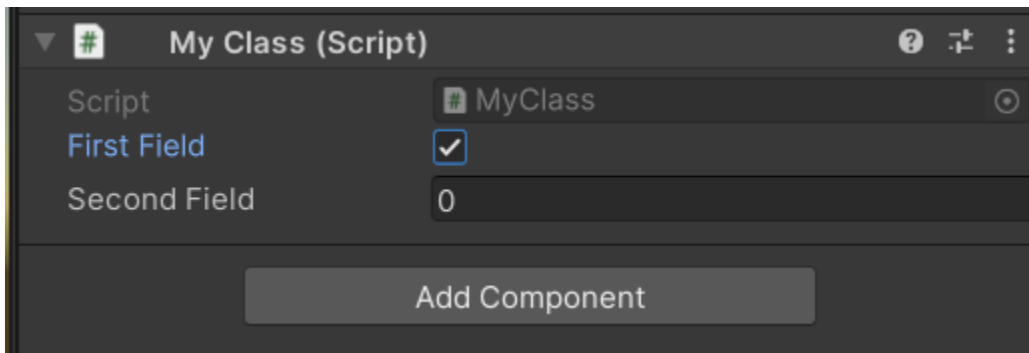 # My Class (Script)
Script # MyClass
First Field
Second Field 0
Add Component